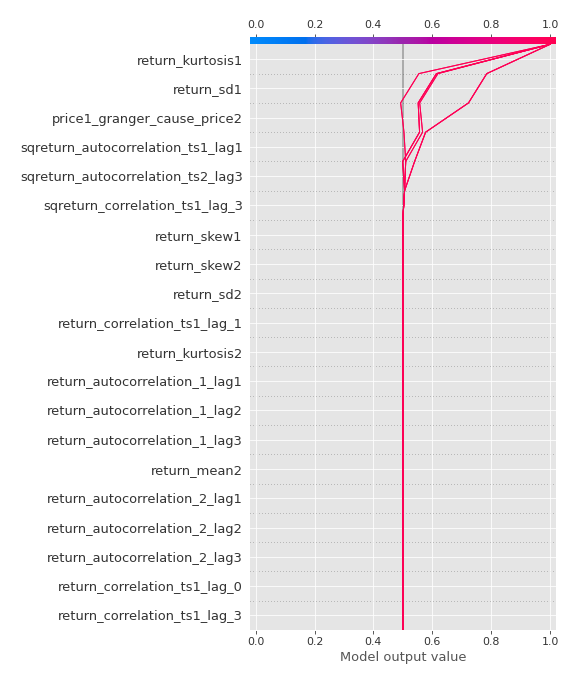 0.0 0.2 0.4 0.6 0.8 1.0
return_kurtosis1
return_sd1
price1_granger_cause_price2
sqreturn_autocorrelation_ts1_lag1
sqreturn_autocorrelation_ts2_lag3
sqreturn_correlation_ts1_lag_3
return_skew1
return_skew2
return_sd2
return_correlation_ts1_lag_1
return_kurtosis2
return_autocorrelation_1_lag1
return_autocorrelation_1_lag2
return_autocorrelation_1_lag3
return_mean2
return_autocorrelation_2_lag1
return_autocorrelation_2_lag2
return_autocorrelation_2_lag3
return_correlation_ts1_lag_0
return_correlation_ts1_lag_3
0.0 0.2 0.4 0.6 0.8 1.0
Model output value